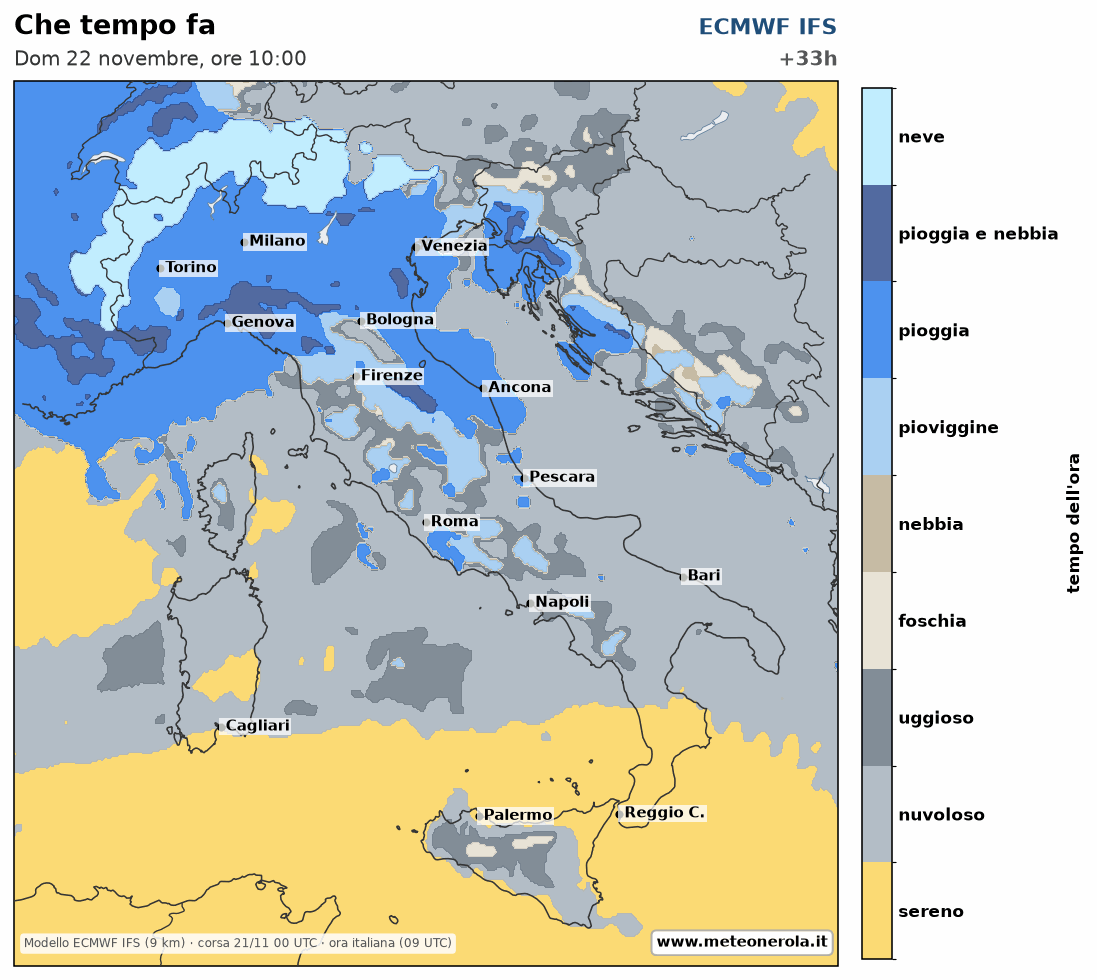 Che tempo fa
ECMWF IFS
Dom 22 novembre, ore 10:00
+33h
neve
pioggia e nebbia
pioggia
pioviggine
nebbia
foschia
uggioso
nuvoloso
sereno
tempo dell'ora
Milano
Venezia
Torino
Genova
Bologna
Firenze
Ancona
Pescara
Roma
Bari
Napoli
Cagliari
Palermo
Reggio C.
Modello ECMWF IFS (9 km) · corsa 21/11 00 UTC · ora italiana (09 UTC)
www.meteonerola.it